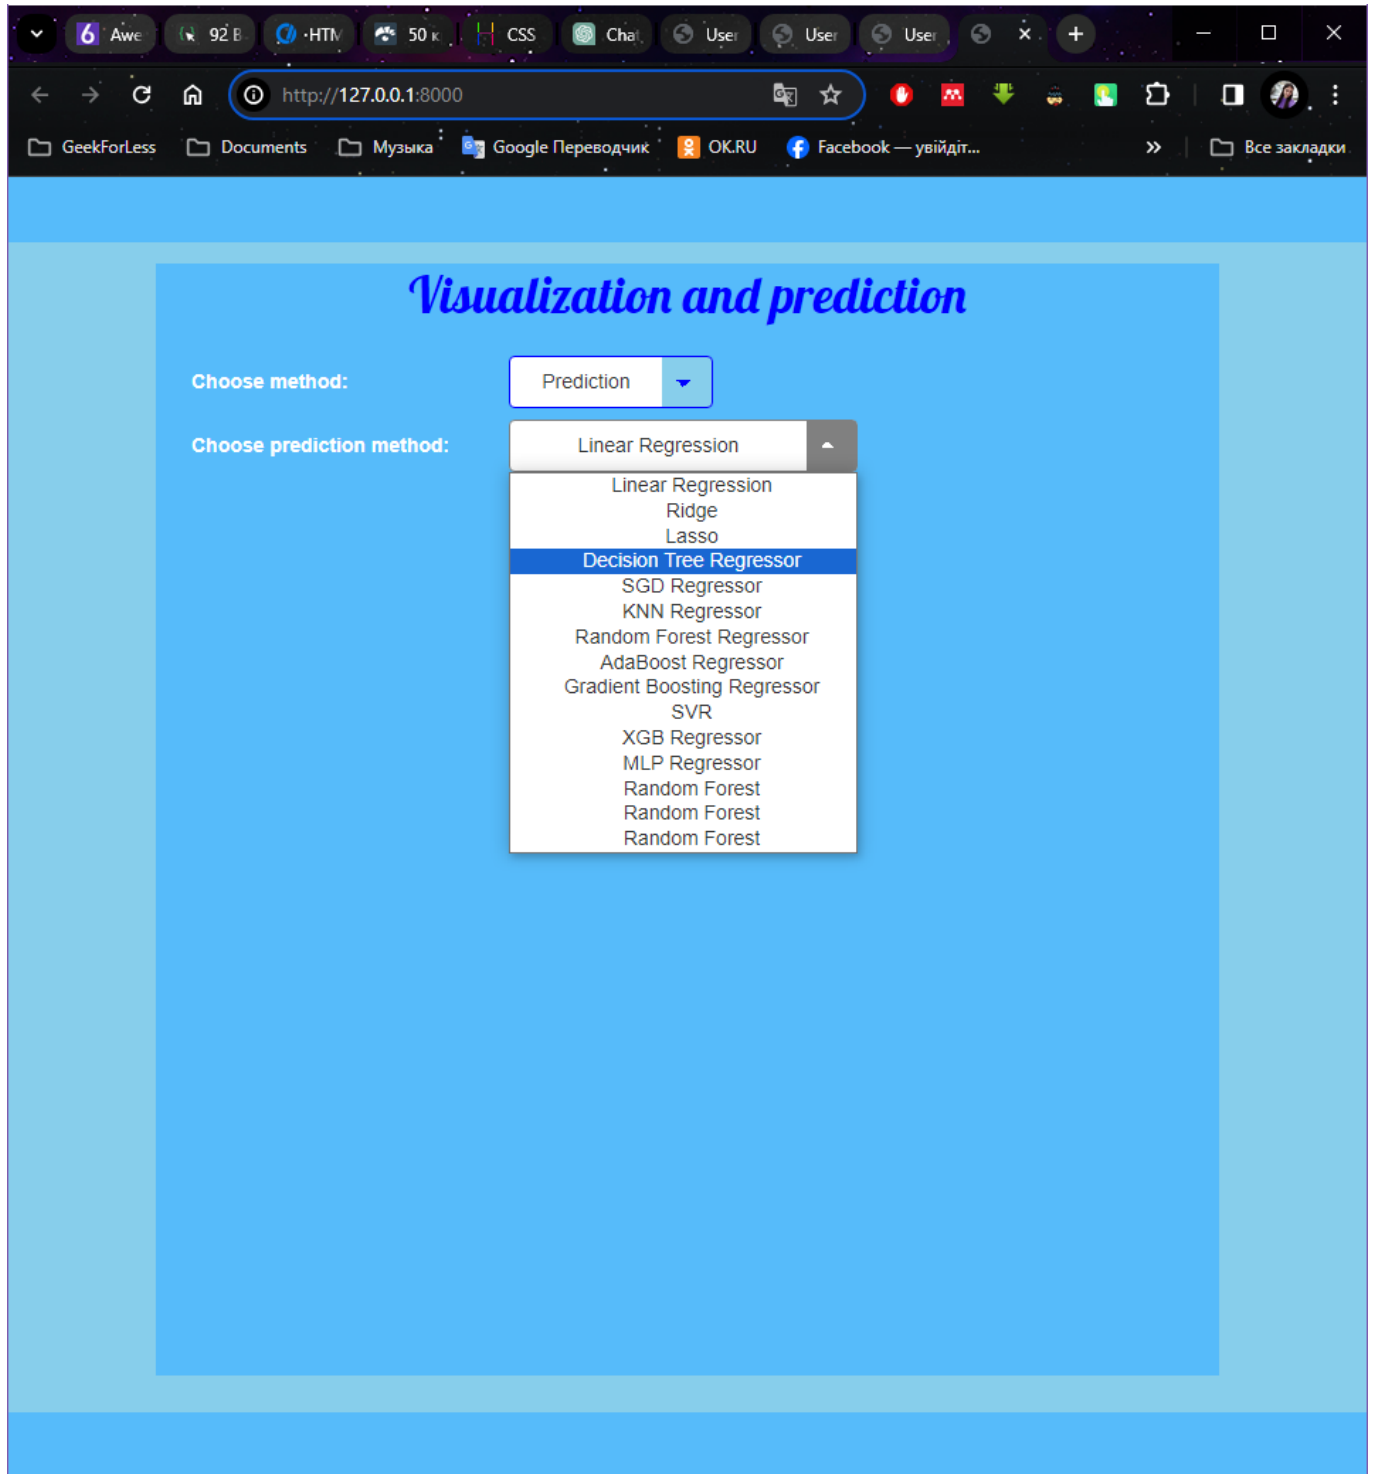 Awe 92 B ·HTM 50 к CSS Chat User User User
http://127.0.0.1:8000
GeekForLess Documents Музыка Google Переводчик OK.RU Facebook — увійдіт... Все закладки
Visualization and prediction
Choose method: Prediction
Choose prediction method: Linear Regression
Linear Regression
Ridge
Lasso
Decision Tree Regressor
SGD Regressor
KNN Regressor
Random Forest Regressor
AdaBoost Regressor
Gradient Boosting Regressor
SVR
XGB Regressor
MLP Regressor
Random Forest
Random Forest
Random Forest